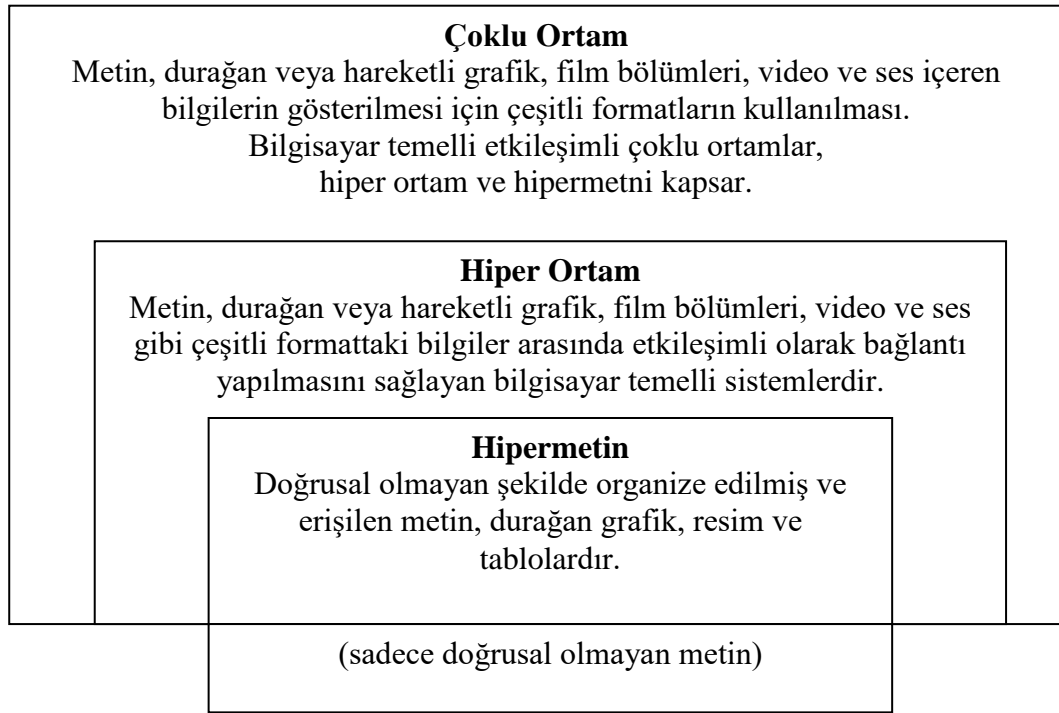 Çoklu Ortam
Metin, durağan veya hareketli grafik, film bölümleri, video ve ses içeren
bilgilerin gösterilmesi için çeşitli formatların kullanılması.
Bilgisayar temelli etkileşimli çoklu ortamlar,
hiper ortam ve hipermetni kapsar.
Hiper Ortam
Metin, durağan veya hareketli grafik, film bölümleri, video ve ses
gibi çeşitli formattaki bilgiler arasında etkileşimli olarak bağlantı
yapılmasını sağlayan bilgisayar temelli sistemlerdir.
Hipermetin
Doğrusal olmayan şekilde organize edilmiş ve
erişilen metin, durağan grafik, resim ve
tablolardır.
(sadece doğrusal olmayan metin)